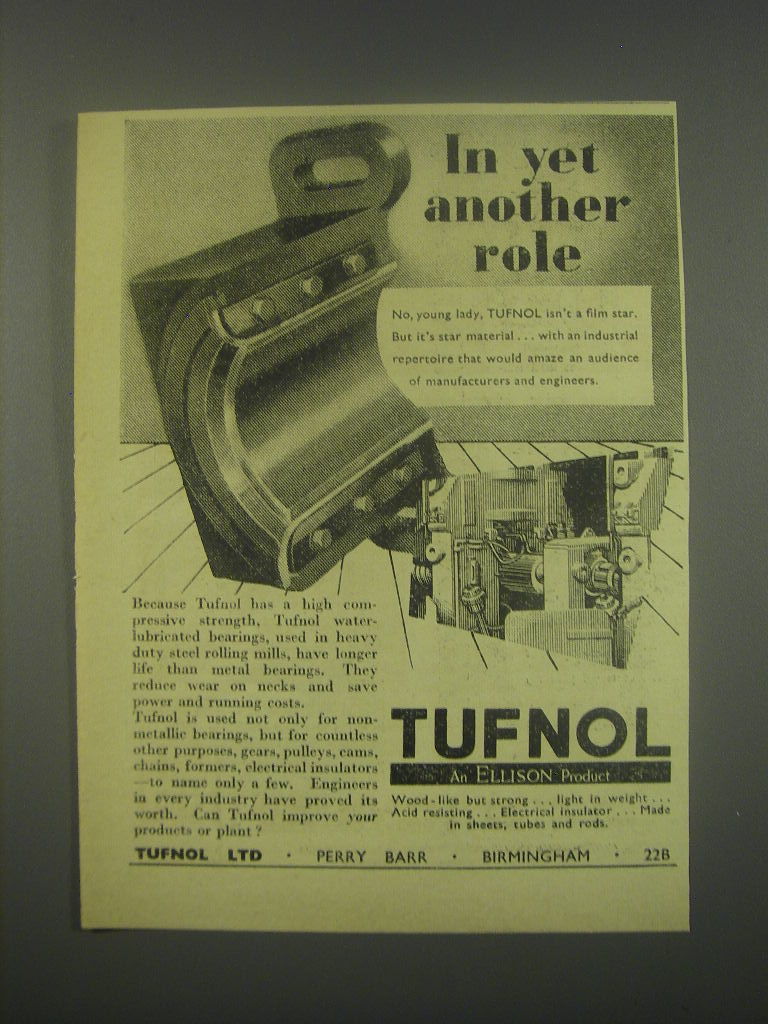 In yet
another
role
No, young lady, TUFNOL isn't a film star.
But it's star material . . . with an industrial
repertoire that would amaze an audience
of manufacturers and engineers.
Because Tufnol has a high com-
pressive strength, Tufnol water-
lubricated bearings, used in heavy
duty steel rolling mills, have longer
life than metal bearings. They
reduce wear on necks and save
power and running costs.
Tufnol is used not only for non-
metallic bearings, but for countless
other purposes, gears, pulleys, cams,
chains, formers, electrical insulators
—to name only a few. Engineers
in every industry have proved its
worth. Can Tufnol improve your
products or plant ?
TUFNOL
An ELLISON Product
Wood-like but strong . . . light in weight . . .
Acid resisting . . . Electrical insulator . . . Made
in sheets, tubes and rods.
TUFNOL LTD · PERRY BARR · BIRMINGHAM · 22B